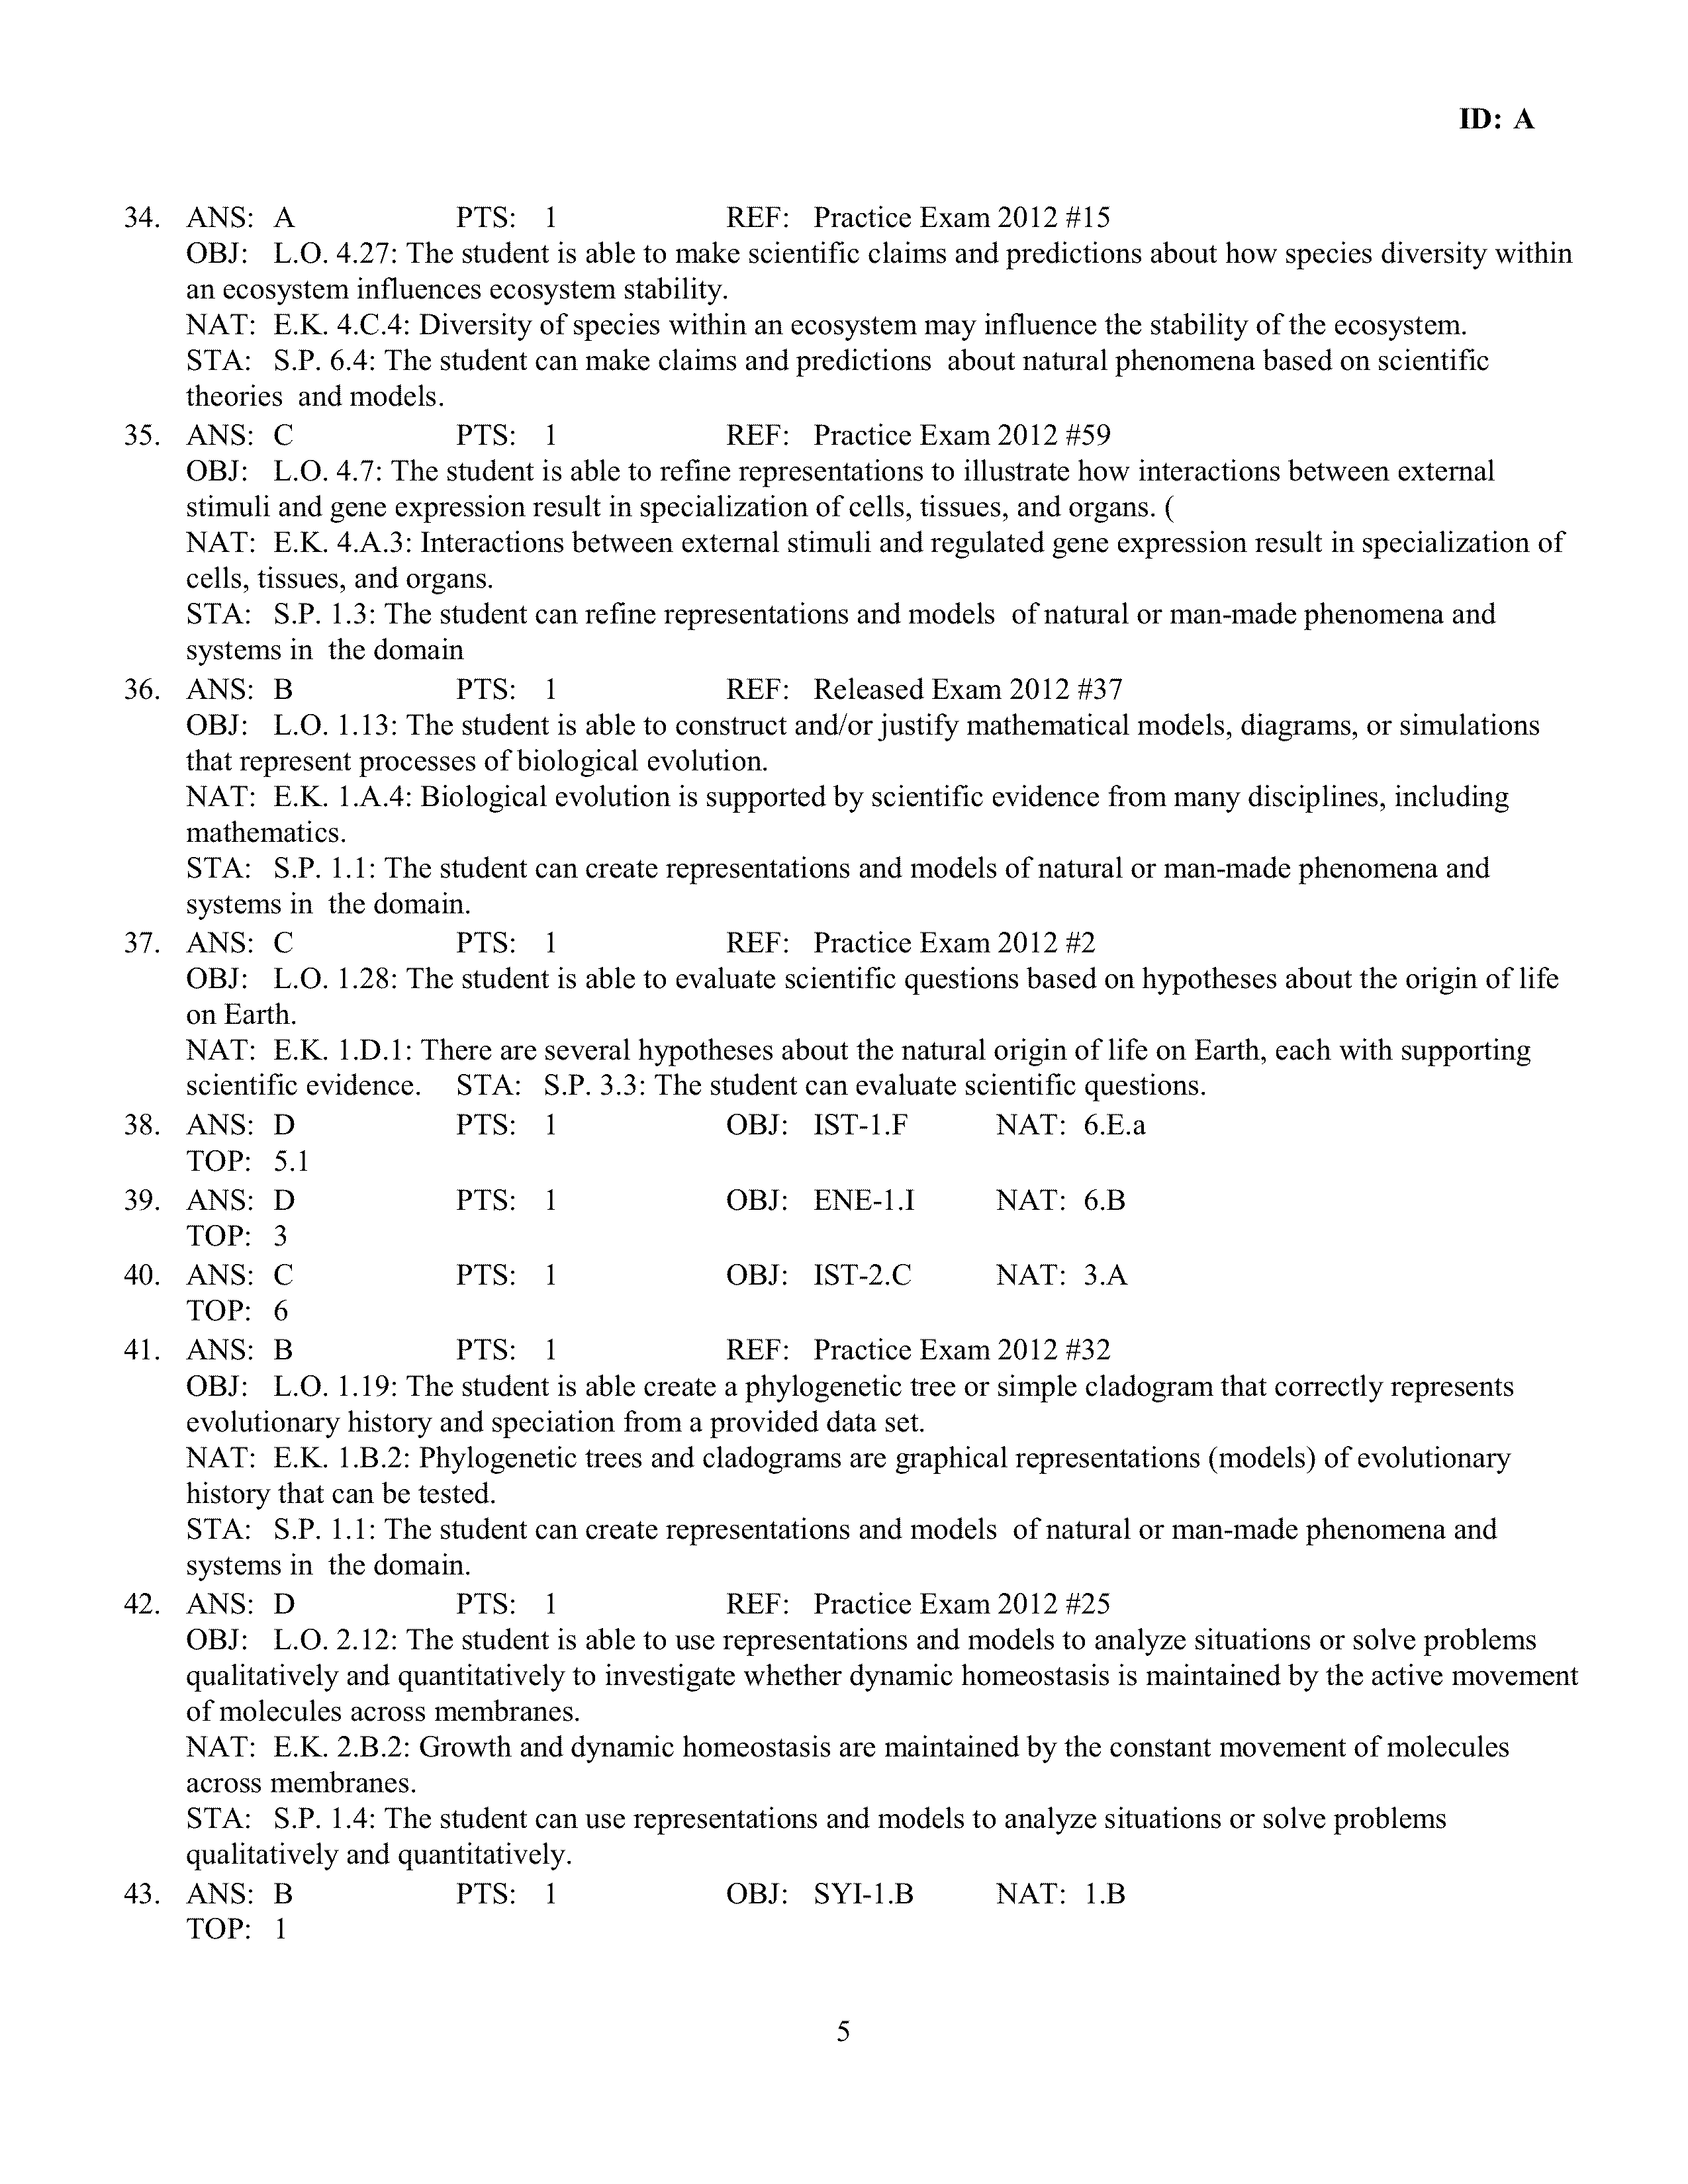 ID: A
34. ANS: A PTS: 1 REF: Practice Exam 2012 #15
OBJ: L.O. 4.27: The student is able to make scientific claims and predictions about how species diversity within
an ecosystem influences ecosystem stability.
NAT: E.K. 4.C.4: Diversity of species within an ecosystem may influence the stability of the ecosystem.
STA: S.P. 6.4: The student can make claims and predictions about natural phenomena based on scientific
theories and models.
35. ANS: C PTS: 1 REF: Practice Exam 2012 #59
OBJ: L.O. 4.7: The student is able to refine representations to illustrate how interactions between external
stimuli and gene expression result in specialization of cells, tissues, and organs. (
NAT: E.K. 4.A.3: Interactions between external stimuli and regulated gene expression result in specialization of
cells, tissues, and organs.
STA: S.P. 1.3: The student can refine representations and models of natural or man-made phenomena and
systems in the domain
36. ANS: B PTS: 1 REF: Released Exam 2012 #37
OBJ: L.O. 1.13: The student is able to construct and/or justify mathematical models, diagrams, or simulations
that represent processes of biological evolution.
NAT: E.K. 1.A.4: Biological evolution is supported by scientific evidence from many disciplines, including
mathematics.
STA: S.P. 1.1: The student can create representations and models of natural or man-made phenomena and
systems in the domain.
37. ANS: C PTS: 1 REF: Practice Exam 2012 #2
OBJ: L.O. 1.28: The student is able to evaluate scientific questions based on hypotheses about the origin of life
on Earth.
NAT: E.K. 1.D.1: There are several hypotheses about the natural origin of life on Earth, each with supporting
scientific evidence. STA: S.P. 3.3: The student can evaluate scientific questions.
38. ANS: D PTS: 1 OBJ: IST-1.F NAT: 6.E.a
TOP: 5.1
39. ANS: D PTS: 1 OBJ: ENE-1.I NAT: 6.B
TOP: 3
40. ANS: C PTS: 1 OBJ: IST-2.C NAT: 3.A
TOP: 6
41. ANS: B PTS: 1 REF: Practice Exam 2012 #32
OBJ: L.O. 1.19: The student is able create a phylogenetic tree or simple cladogram that correctly represents
evolutionary history and speciation from a provided data set.
NAT: E.K. 1.B.2: Phylogenetic trees and cladograms are graphical representations (models) of evolutionary
history that can be tested.
STA: S.P. 1.1: The student can create representations and models of natural or man-made phenomena and
systems in the domain.
42. ANS: D PTS: 1 REF: Practice Exam 2012 #25
OBJ: L.O. 2.12: The student is able to use representations and models to analyze situations or solve problems
qualitatively and quantitatively to investigate whether dynamic homeostasis is maintained by the active movement
of molecules across membranes.
NAT: E.K. 2.B.2: Growth and dynamic homeostasis are maintained by the constant movement of molecules
across membranes.
STA: S.P. 1.4: The student can use representations and models to analyze situations or solve problems
qualitatively and quantitatively.
43. ANS: B PTS: 1 OBJ: SYI-1.B NAT: 1.B
TOP: 1
5